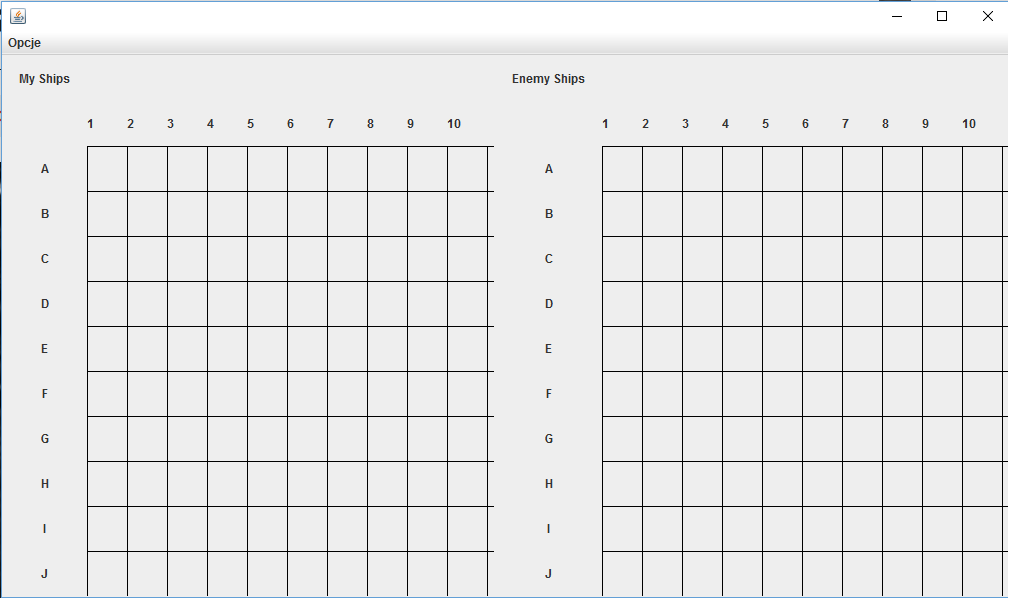 Opcje
My Ships Enemy Ships
1 2 3 4 5 6 7 8 9 10 1 2 3 4 5 6 7 8 9 10
A A
B B
C C
D D
E E
F F
G G
H H
I I
J J